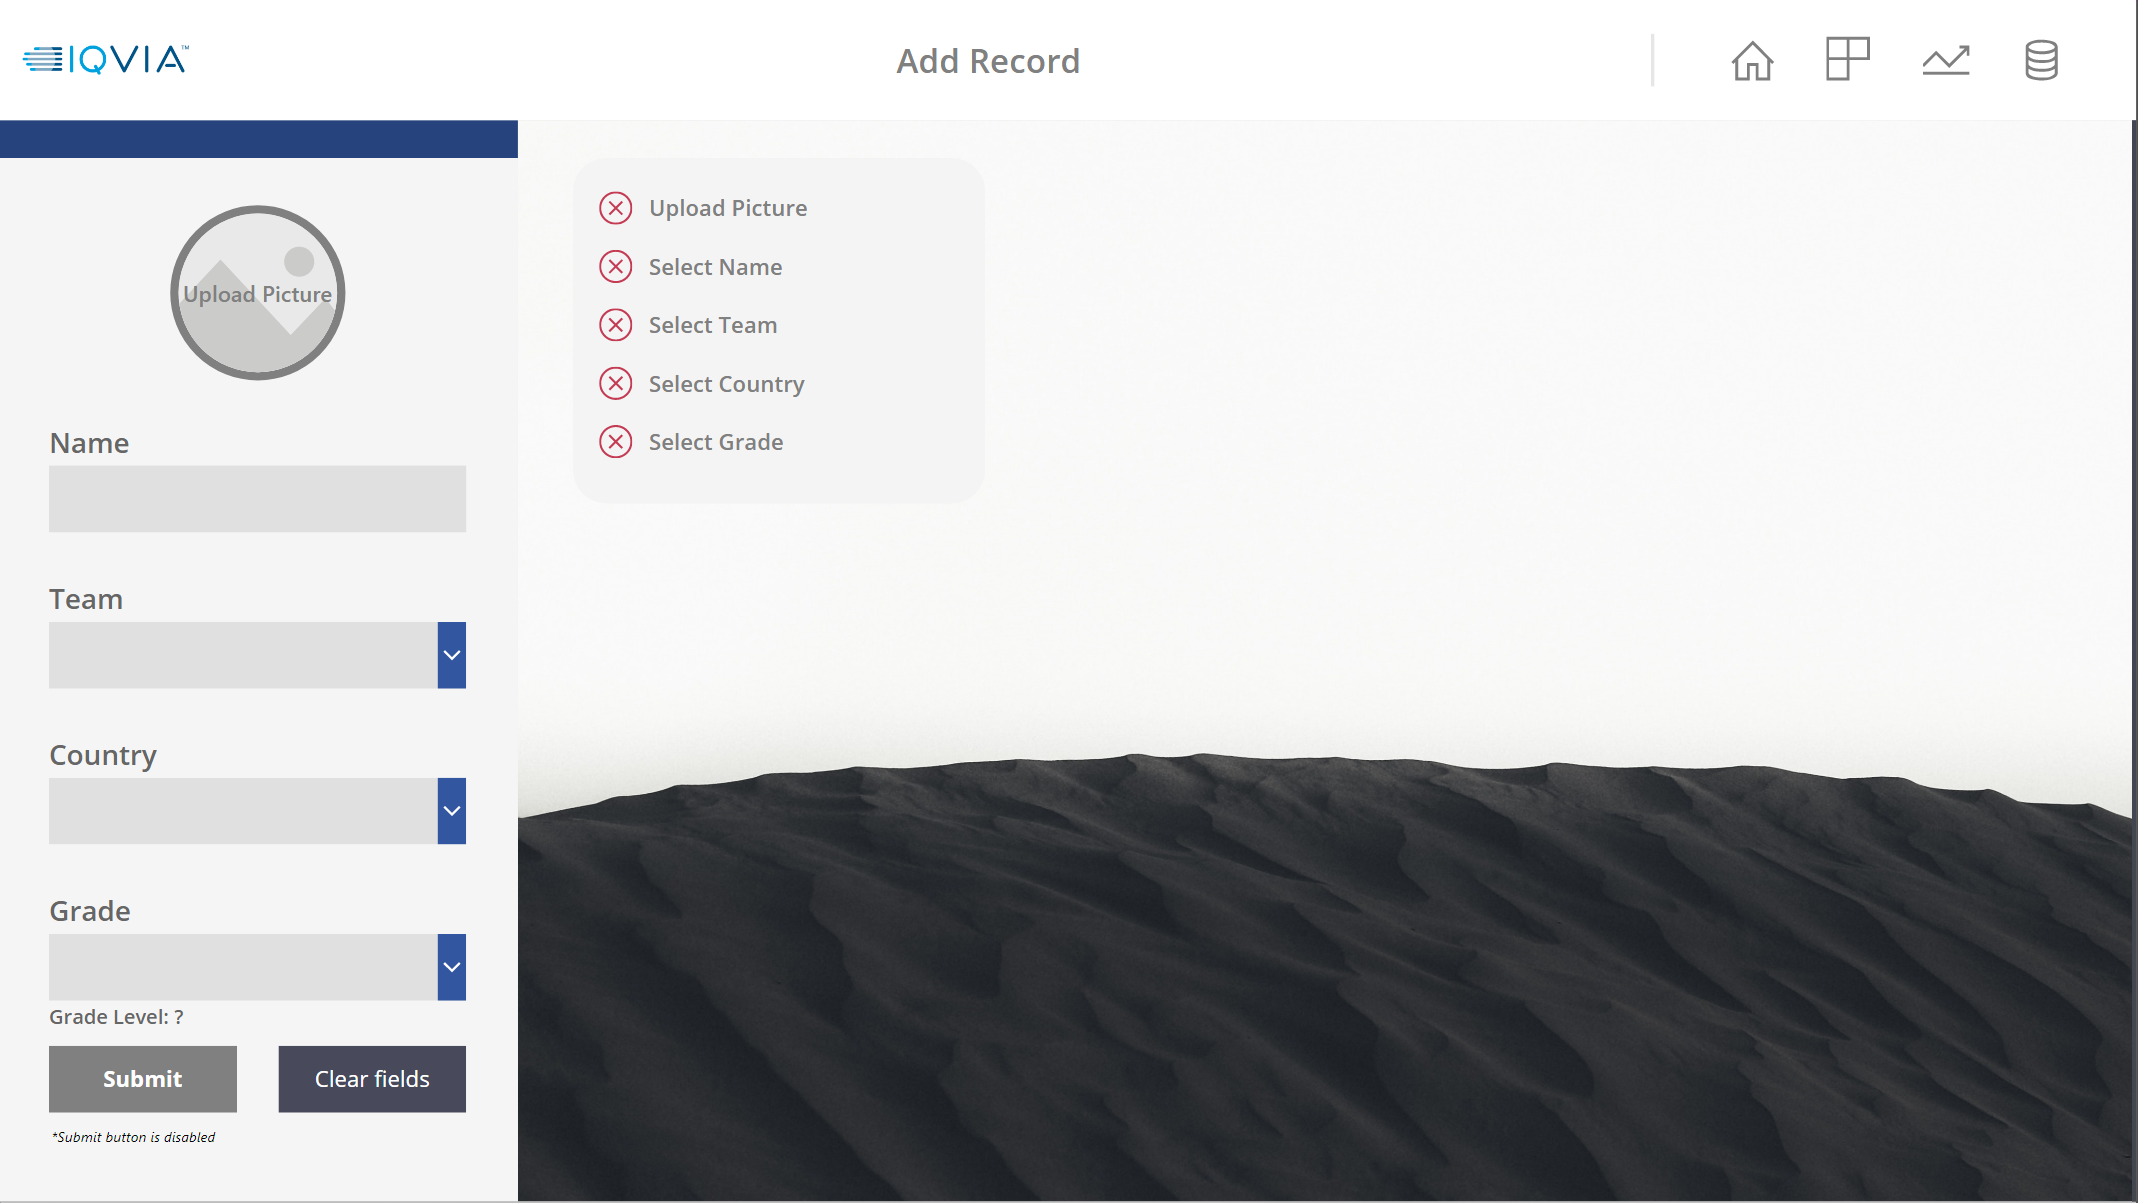 IQVIA™
Add Record
Upload Picture
Name
Team
Country
Grade
Grade Level: ?
Submit
Clear fields
*Submit button is disabled
Upload Picture
Select Name
Select Team
Select Country
Select Grade